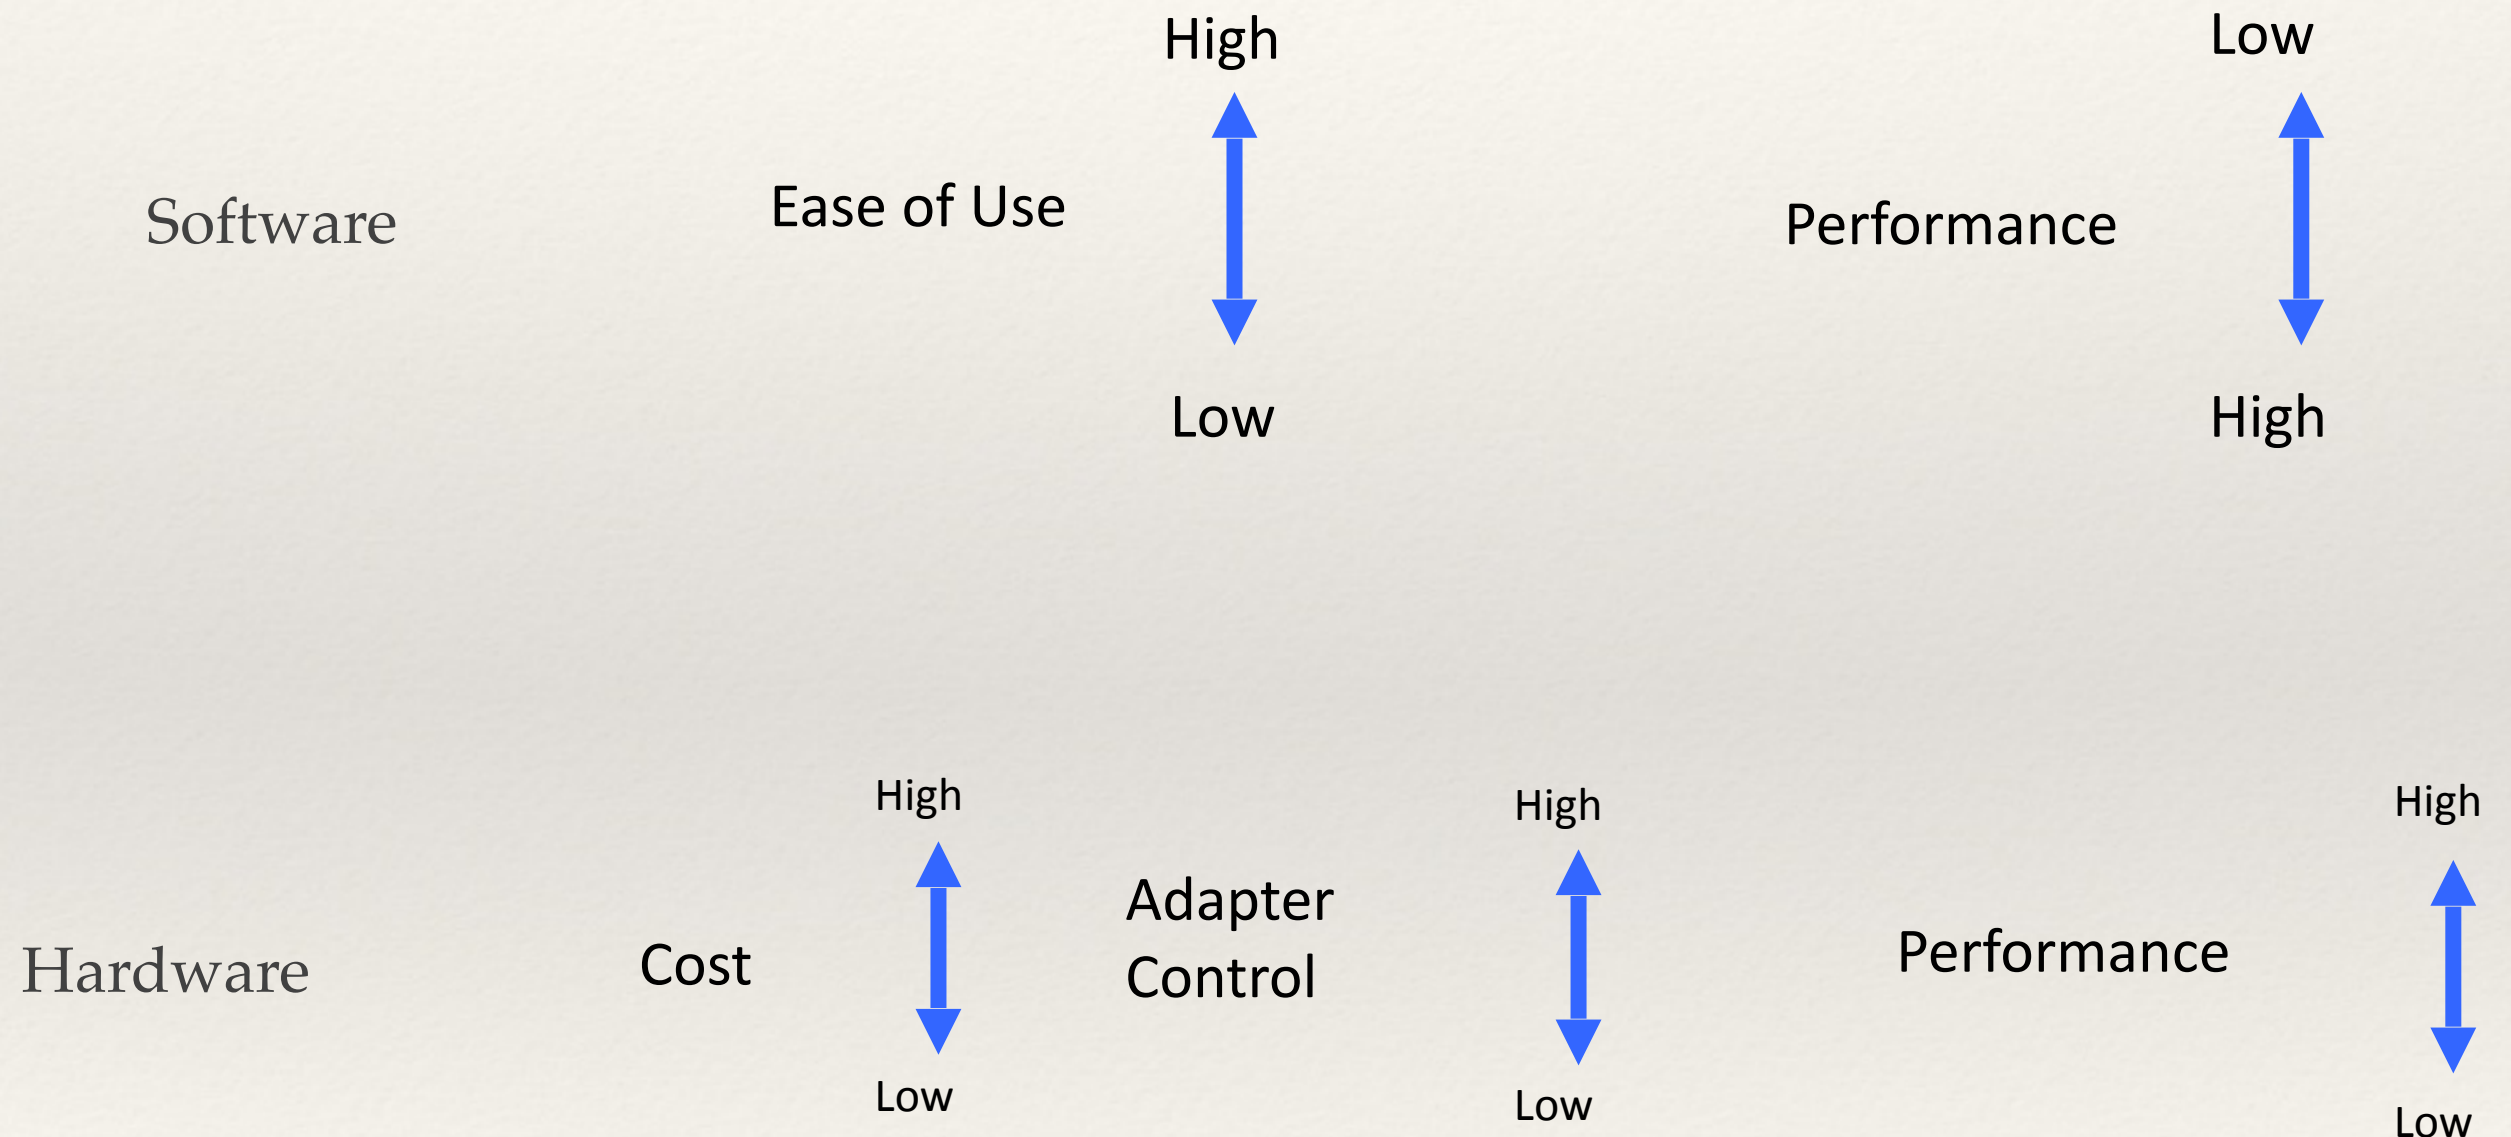 High
Low
Software
Ease of Use
Performance
Low
High
High
High
High
Hardware
Cost
Adapter
Control
Performance
Low
Low
Low